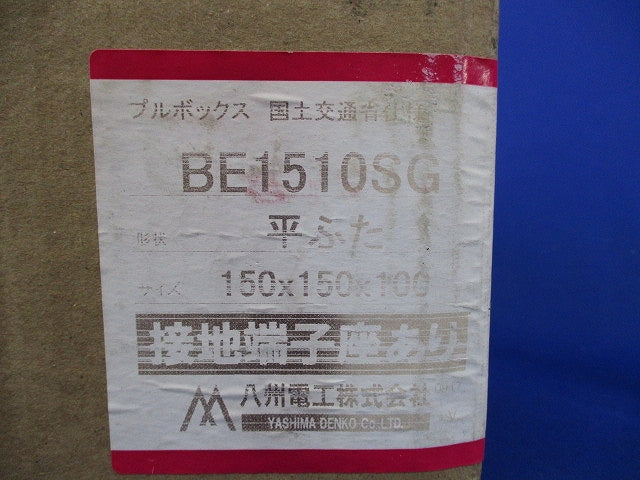 プルボックス 国土交通省仕様
BE1510SG
形状 平ふた
サイズ 150x150x100
接地端子座あり
八州電工株式会社
YASHIMA DENKO Co.,LTD.